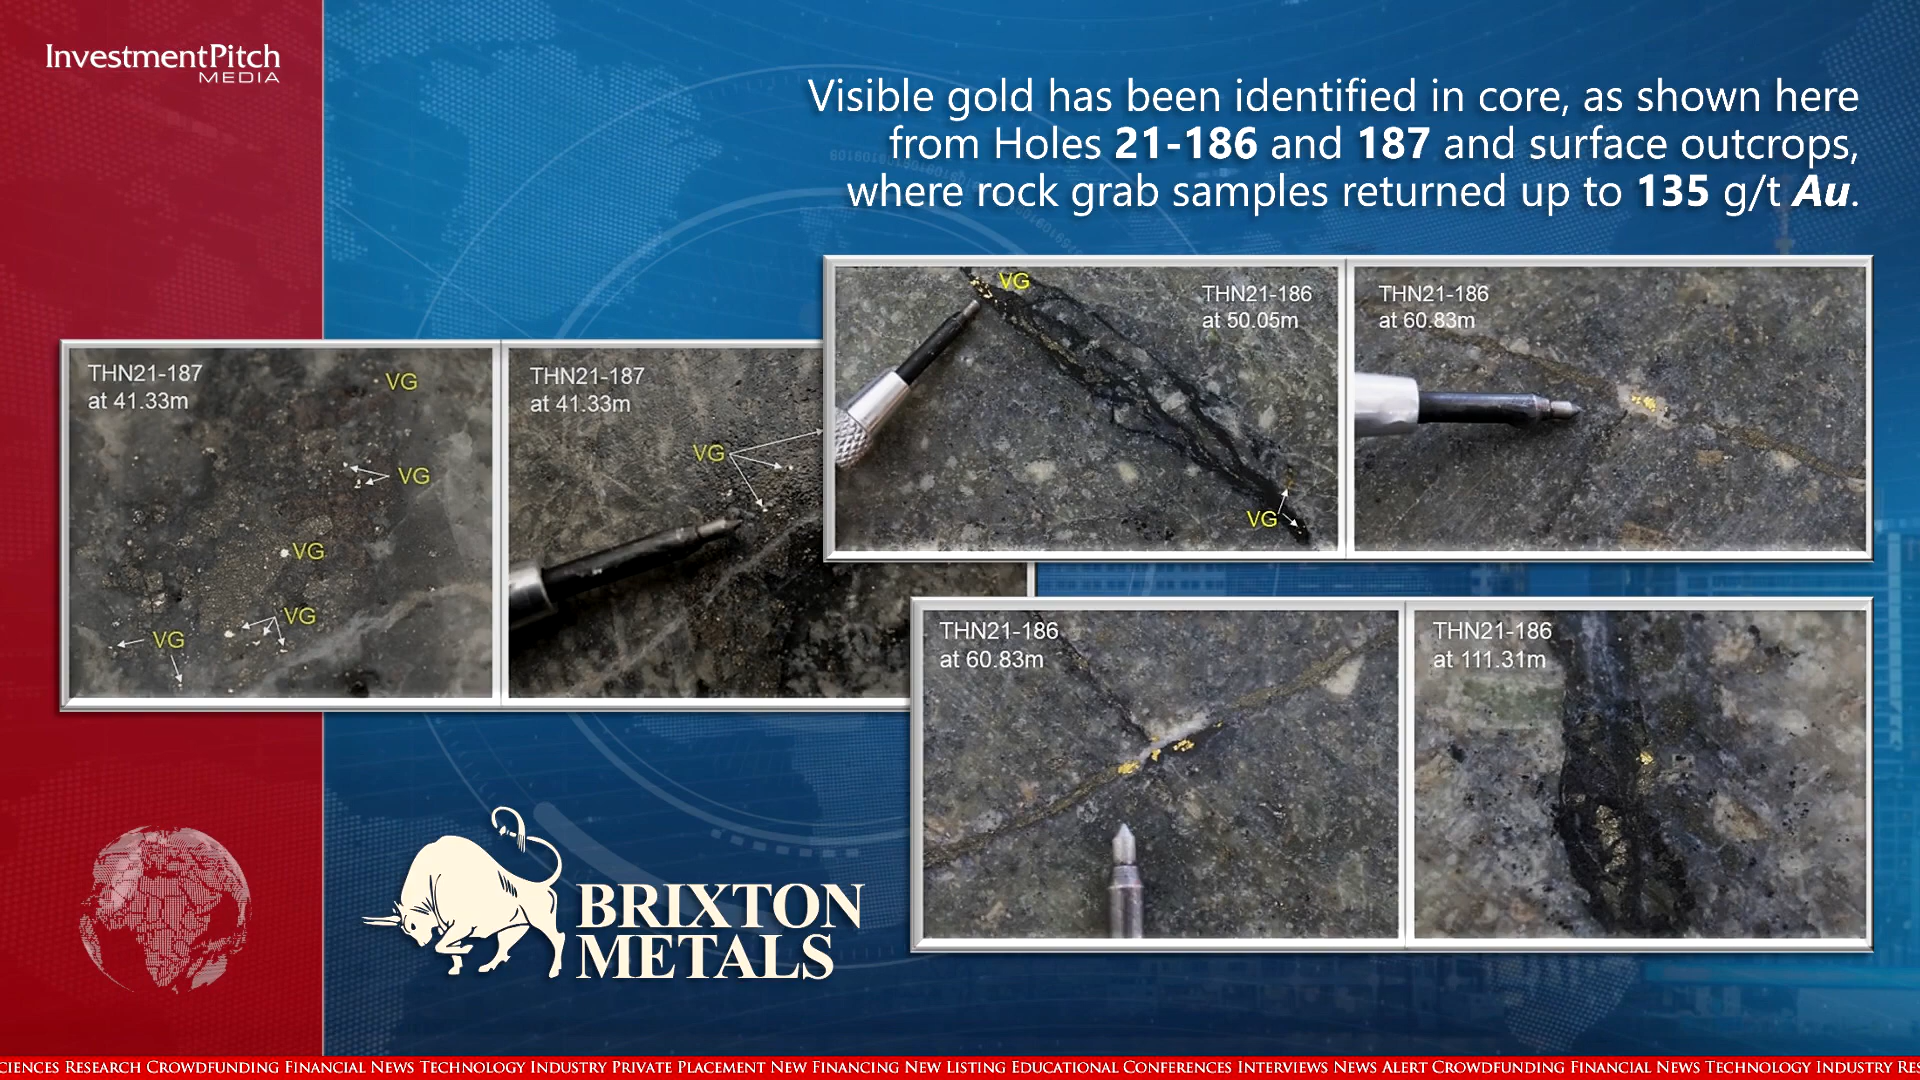 InvestmentPitch
MEDIA
Visible gold has been identified in core, as shown here
from Holes 21-186 and 187 and surface outcrops,
where rock grab samples returned up to 135 g/t Au.
THN21-187
at 41.33m
VG
VG
VG
VG
VG
THN21-187
at 41.33m
VG
VG
THN21-186
at 50.05m
VG
THN21-186
at 60.83m
THN21-186
at 60.83m
THN21-186
at 111.31m
BRIXTON
METALS
CIENCES RESEARCH CROWDFUNDING FINANCIAL NEWS TECHNOLOGY INDUSTRY PRIVATE PLACEMENT NEW FINANCING NEW LISTING EDUCATIONAL CONFERENCES INTERVIEWS NEWS ALERT CROWDFUNDING FINANCIAL NEWS TECHNOLOGY INDUSTRY RES